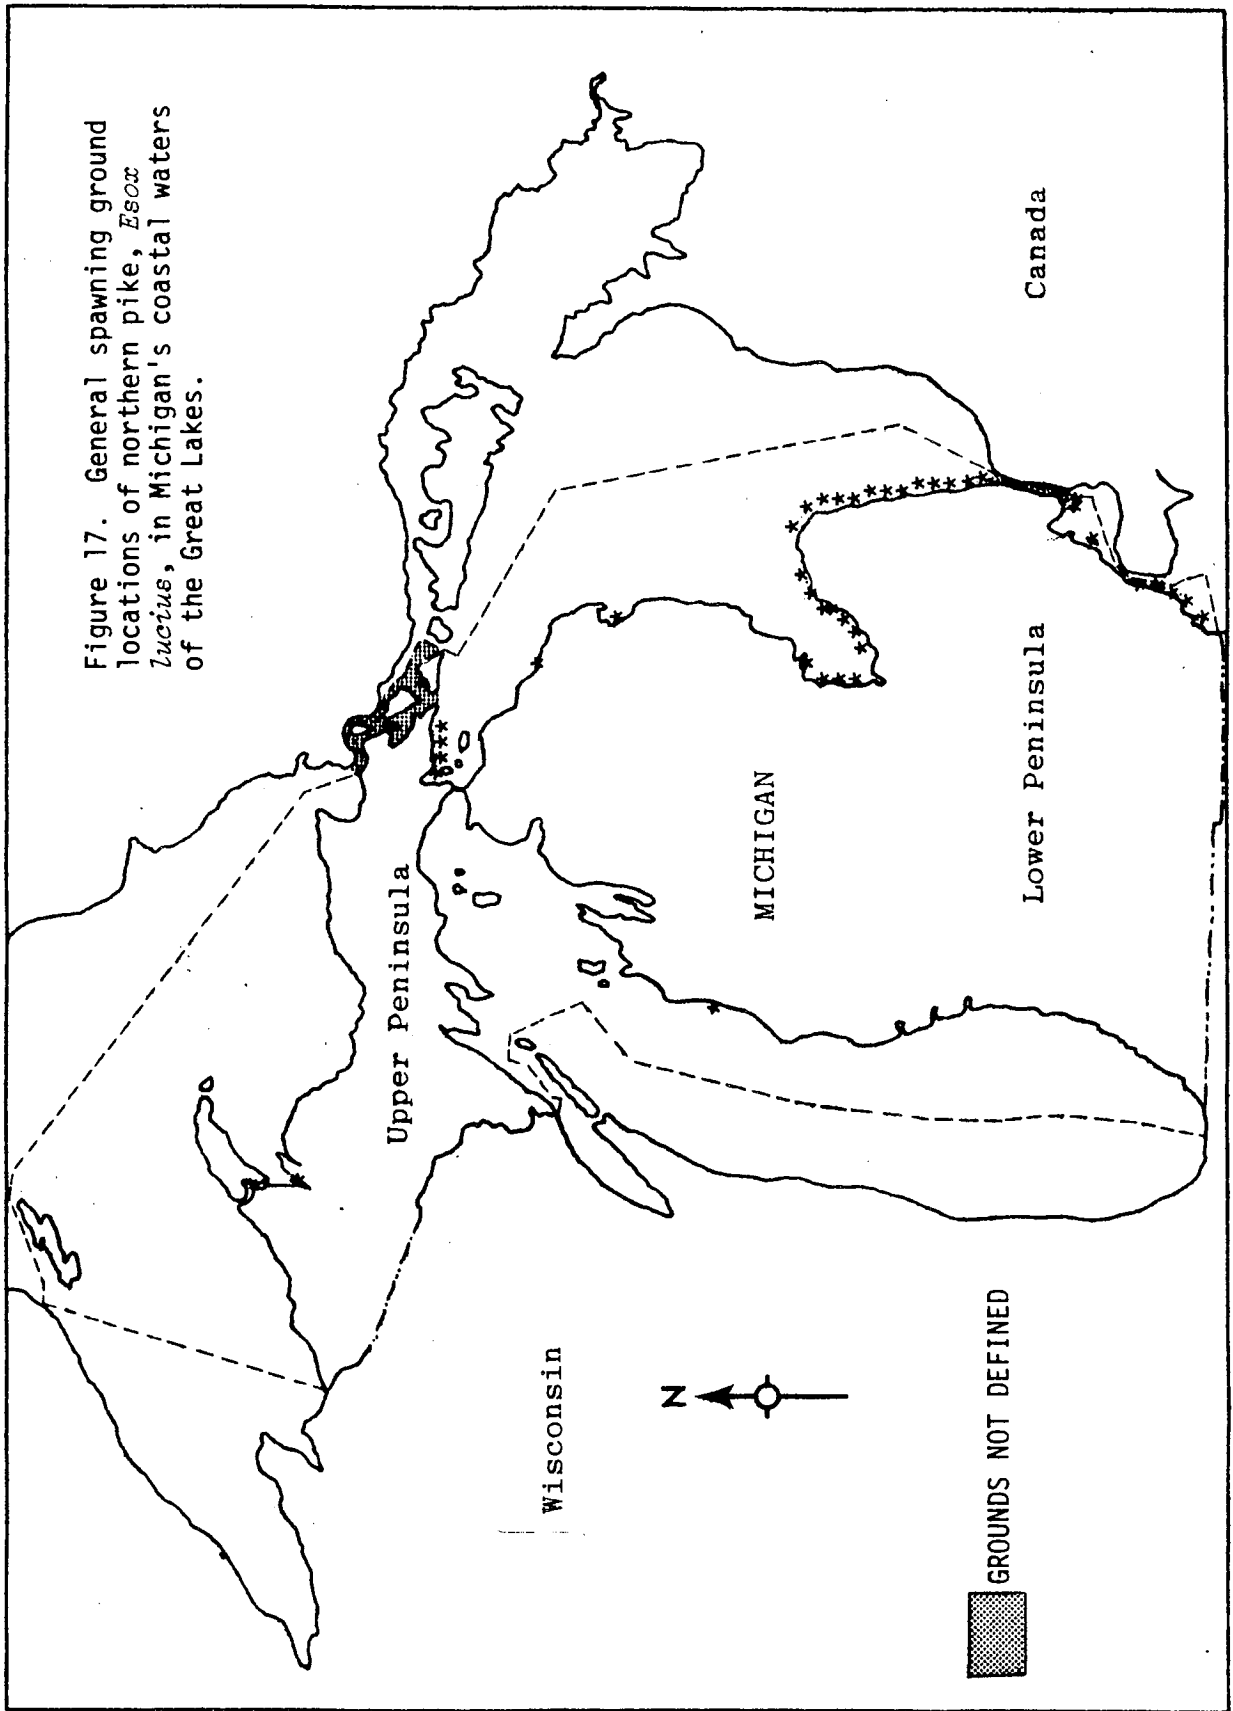 Figure 17. General spawning ground
locations of northern pike, Esox
lucius, in Michigan's coastal waters
of the Great Lakes.
Upper Peninsula
Wisconsin
N
MICHIGAN
Canada
Lower Peninsula
GROUNDS NOT DEFINED